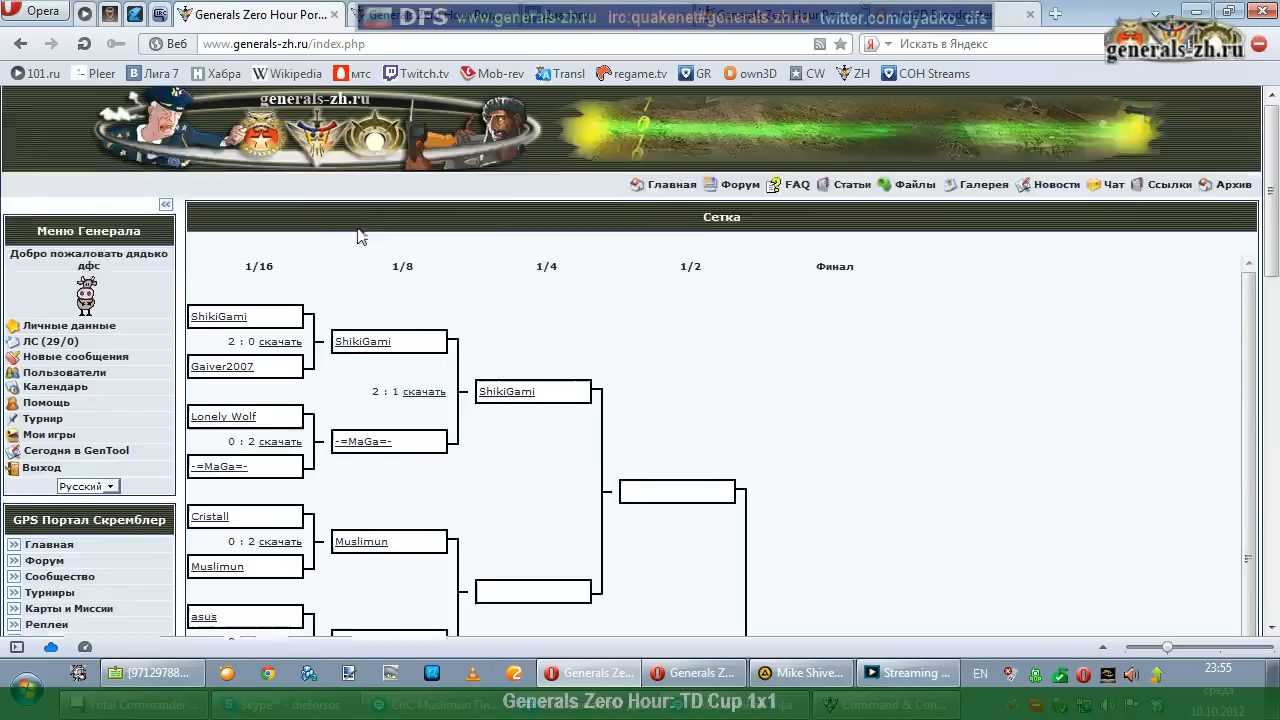 Opera
Generals Zero Hour Por...
DFS www.generals-zh.ru irc:quakenet#generals-zh.ru twitter.com/dyadko_dfs
Веб www.generals-zh.ru/index.php
Искать в Яндекс
generals-zh.ru
101.ru Pleer Лига 7 Хабра Wikipedia мтс Twitch.tv Mob-rev Transl regame.tv GR own3D CW ZH COH Streams
generals-zh.ru
Главная Форум FAQ Статьи Файлы Галерея Новости Чат Ссылки Архив
Меню Генерала
Добро пожаловать дядько дфс
Личные данные
ЛС (29/0)
Новые сообщения
Пользователи
Календарь
Помощь
Турнир
Мои игры
Сегодня в GenTool
Выход
Русский
GPS Портал Скремблер
Главная
Форум
Сообщество
Турниры
Карты и Миссии
Реплеи
Сетка
1/16 1/8 1/4 1/2 Финал
ShikiGami
2 : 0 скачать
ShikiGami
Gaiver2007
2 : 1 скачать
ShikiGami
Lonely Wolf
0 : 2 скачать
-=MaGa=-
-=MaGa=-
Cristall
0 : 2 скачать
Muslimun
Muslimun
asus
[97129788... Generals Ze... Generals Z... Mike Shive... Streaming ... EN 23:55
среда
Generals Zero Hour: TD Cup 1x1
Total Commander Skype™ - dieforsos CnC Muslimun Command & Con...
10.10.2012